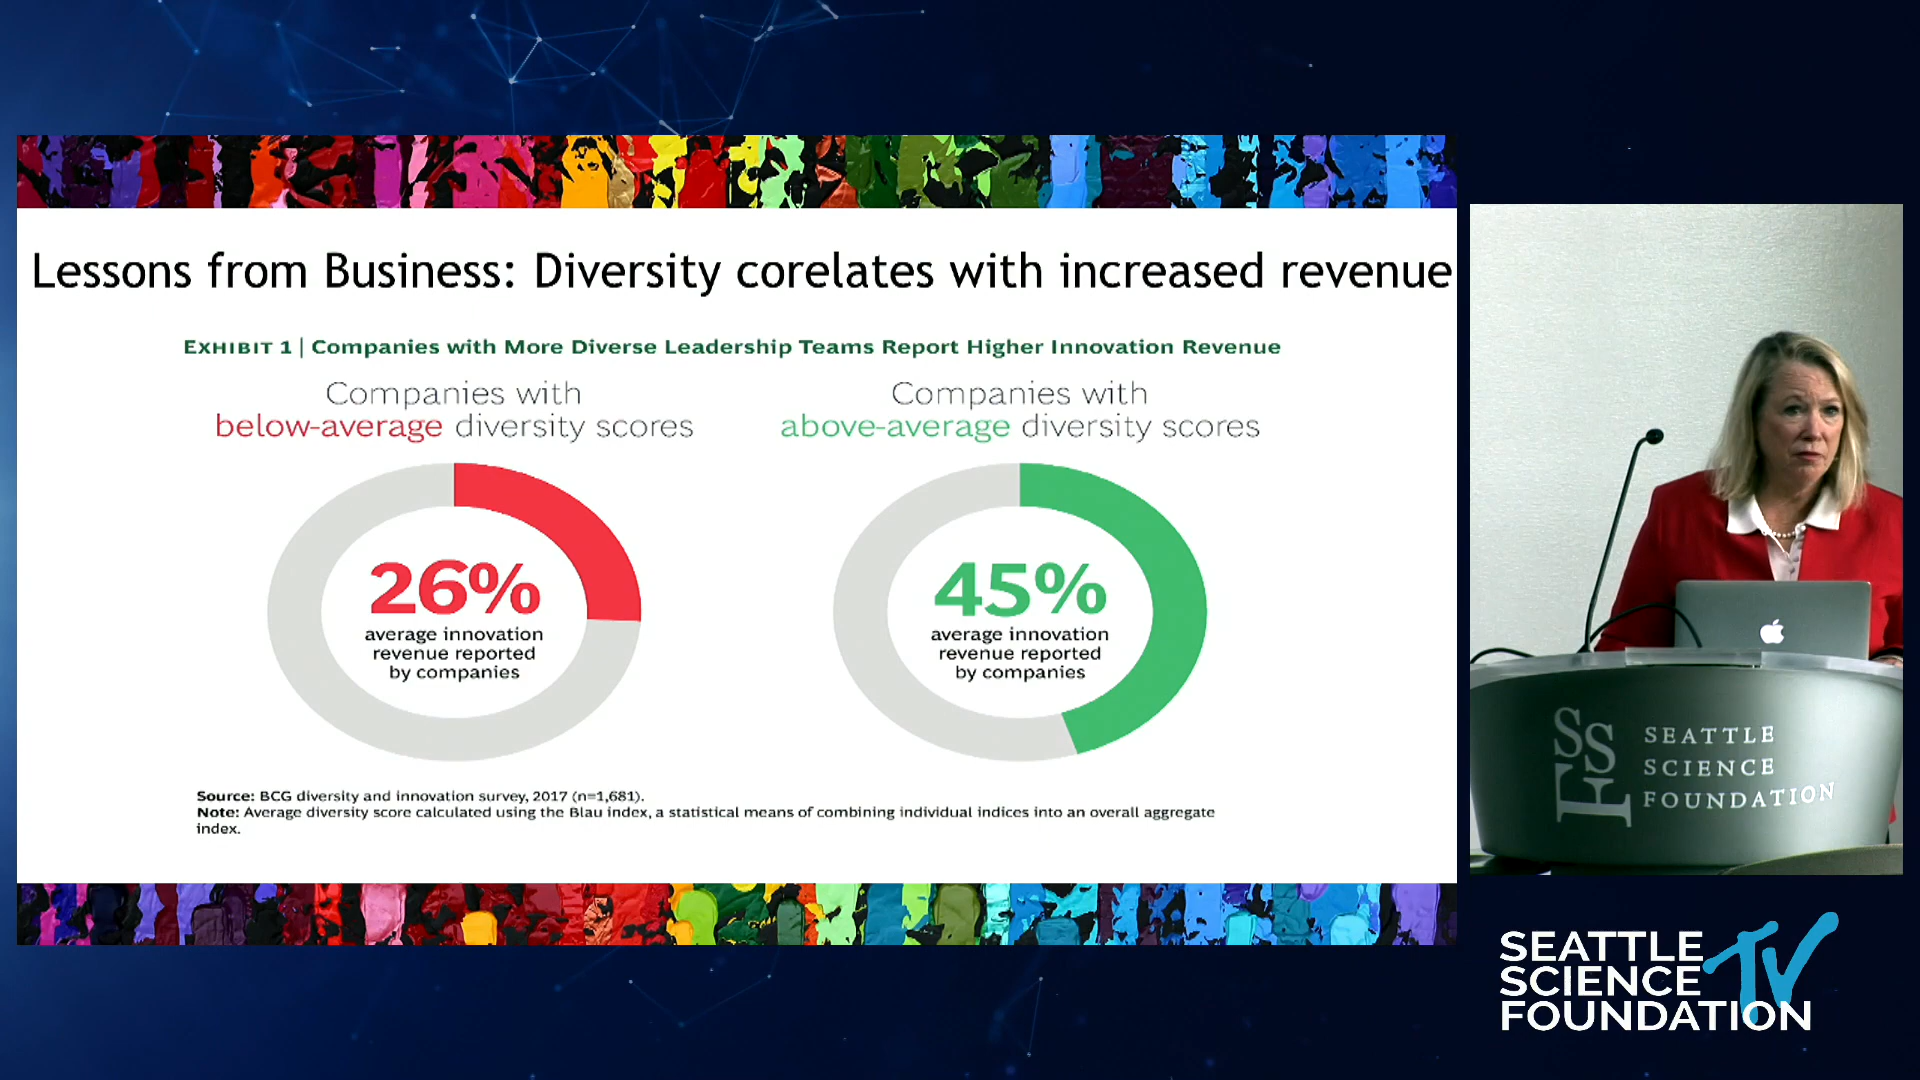 Lessons from Business: Diversity corelates with increased revenue
EXHIBIT 1 | Companies with More Diverse Leadership Teams Report Higher Innovation Revenue
Companies with
below-average diversity scores
26%
average innovation
revenue reported
by companies
Companies with
above-average diversity scores
45%
average innovation
revenue reported
by companies
Source: BCG diversity and innovation survey, 2017 (n=1,681).
Note: Average diversity score calculated using the Blau index, a statistical means of combining individual indices into an overall aggregate
index.
SSF
SEATTLE
SCIENCE
FOUNDATION
SEATTLE
SCIENCE
FOUNDATION
TV